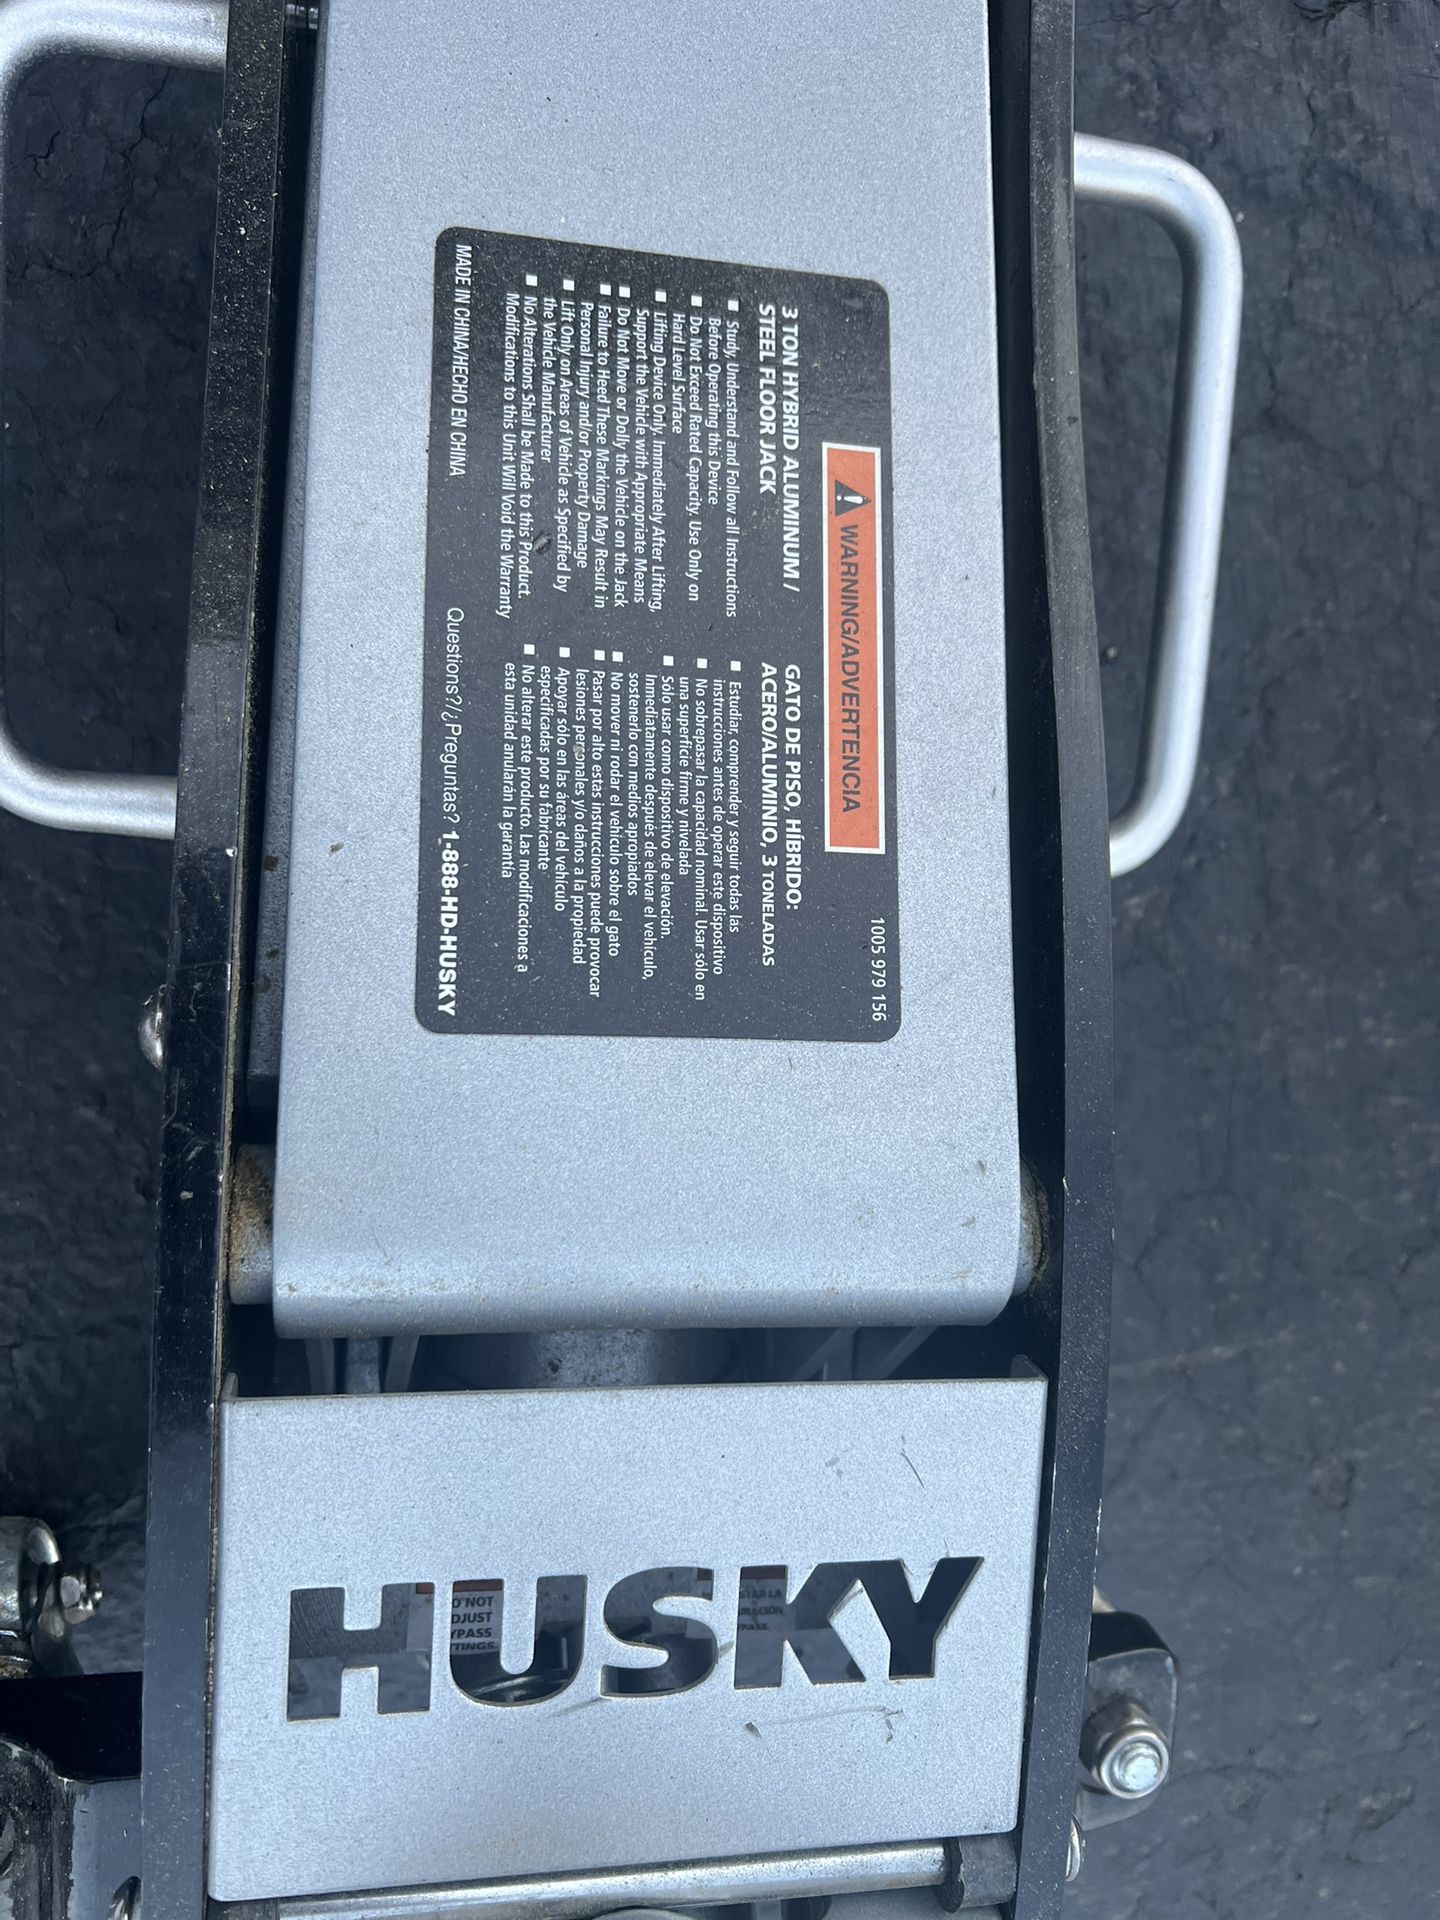 WARNING/ADVERTENCIA
1005 979 156
3 TON HYBRID ALUMINUM /
STEEL FLOOR JACK
■ Study, Understand and Follow all Instructions
Before Operating this Device
■ Do Not Exceed Rated Capacity. Use Only on
Hard Level Surface
■ Lifting Device Only. Immediately After Lifting,
Support the Vehicle with Appropriate Means
■ Do Not Move or Dolly the Vehicle on the Jack
■ Failure to Heed These Markings May Result in
Personal Injury and/or Property Damage
■ Lift Only on Areas of Vehicle as Specified by
the Vehicle Manufacturer
■ No Alterations Shall be Made to this Product.
Modifications to this Unit Will Void the Warranty
GATO DE PISO, HÍBRIDO:
ACERO/ALUMINIO, 3 TONELADAS
■ Estudiar, comprender y seguir todas las
instrucciones antes de operar este dispositivo
■ No sobrepasar la capacidad nominal. Usar sólo en
una superficie firme y nivelada
■ Sólo usar como dispositivo de elevación.
Inmediatamente después de elevar el vehículo,
sostenerlo con medios apropiados
■ No mover ni rodar el vehículo sobre el gato
■ Pasar por alto estas instrucciones puede provocar
lesiones personales y/o daños a la propiedad
■ Apoyar sólo en las áreas del vehículo
especificadas por su fabricante
■ No alterar este producto. Las modificaciones a
esta unidad anularán la garantía
MADE IN CHINA/HECHO EN CHINA
Questions?/¿Preguntas? 1-888-HD-HUSKY
HUSKY
O NOT
DJUST
YPASS
TTINGS